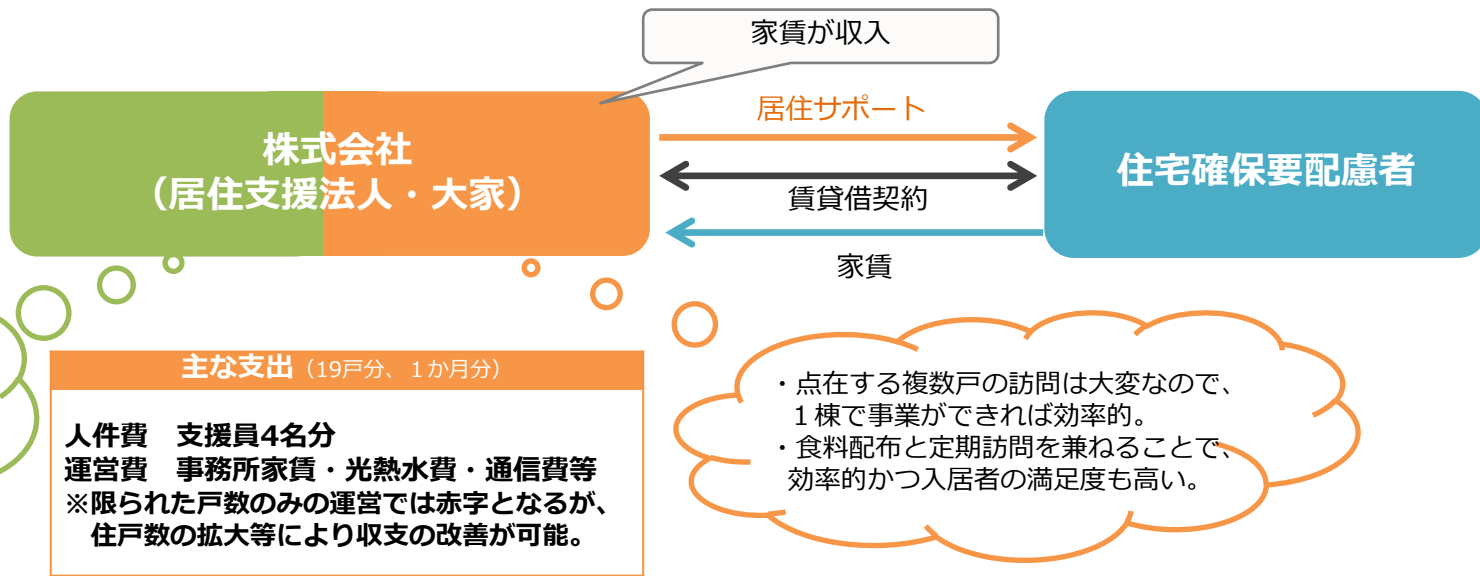 家賃が収入
株式会社
（居住支援法人・大家）
居住サポート
賃貸借契約
家賃
住宅確保要配慮者
主な支出（19戸分、１か月分）
人件費　支援員4名分
運営費　事務所家賃・光熱水費・通信費等
※限られた戸数のみの運営では赤字となるが、
住戸数の拡大等により収支の改善が可能。
・点在する複数戸の訪問は大変なので、
１棟で事業ができれば効率的。
・食料配布と定期訪問を兼ねることで、
効率的かつ入居者の満足度も高い。